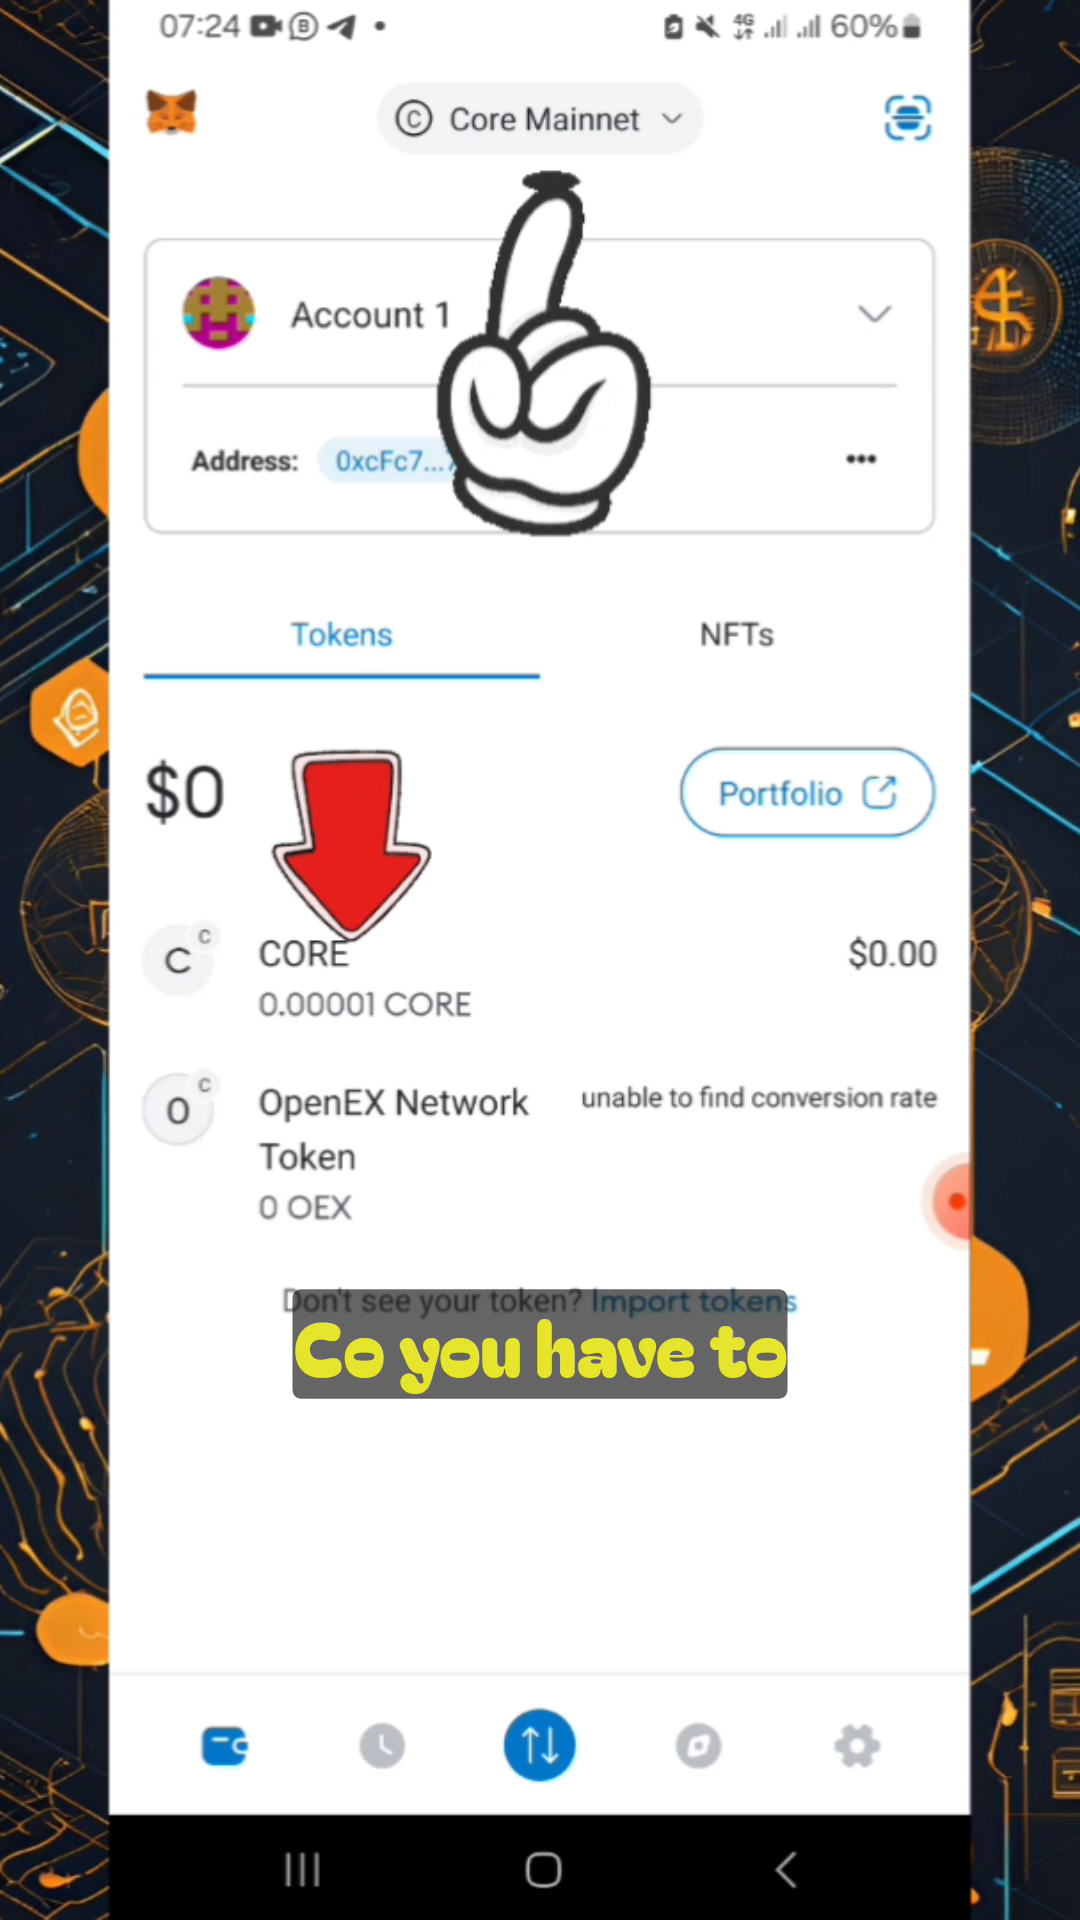 07:24
4G 60%
C Core Mainnet
Account 1
Address: 0xcFc7...
Tokens NFTs
$0 Portfolio
C C CORE $0.00
0.00001 CORE
O C OpenEX Network unable to find conversion rate
Token
0 OEX
Don't see your token? Import tokens
Co you have to